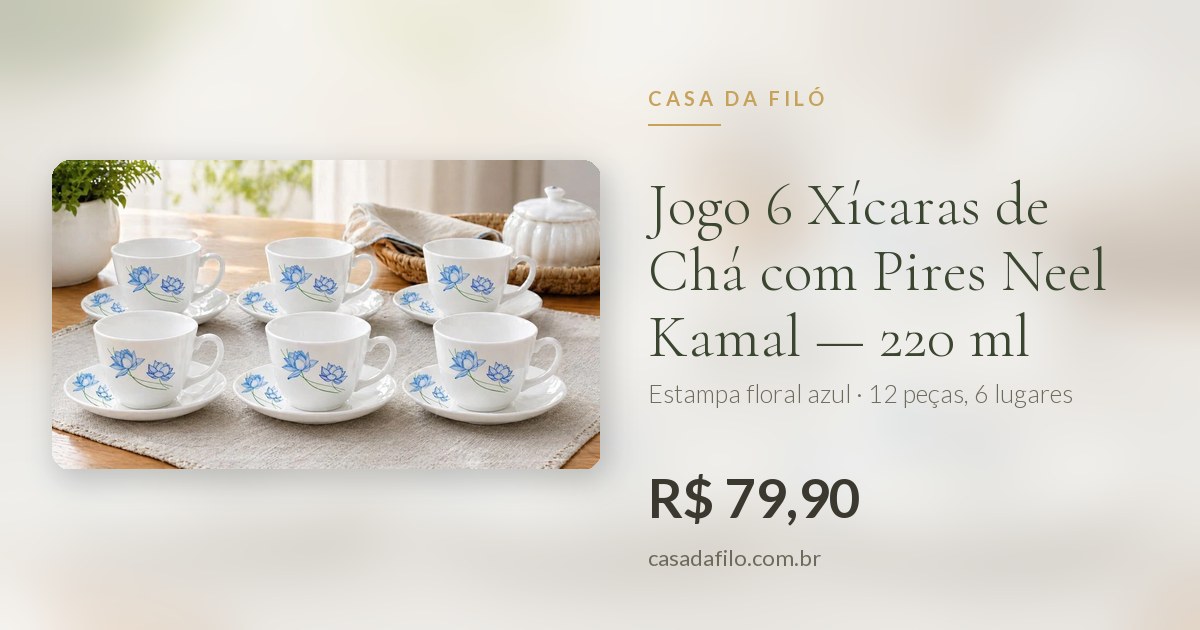 CASA DA FILÓ
Jogo 6 Xícaras de
Chá com Pires Neel
Kamal — 220 ml
Estampa floral azul · 12 peças, 6 lugares
R$ 79,90
casadafilo.com.br